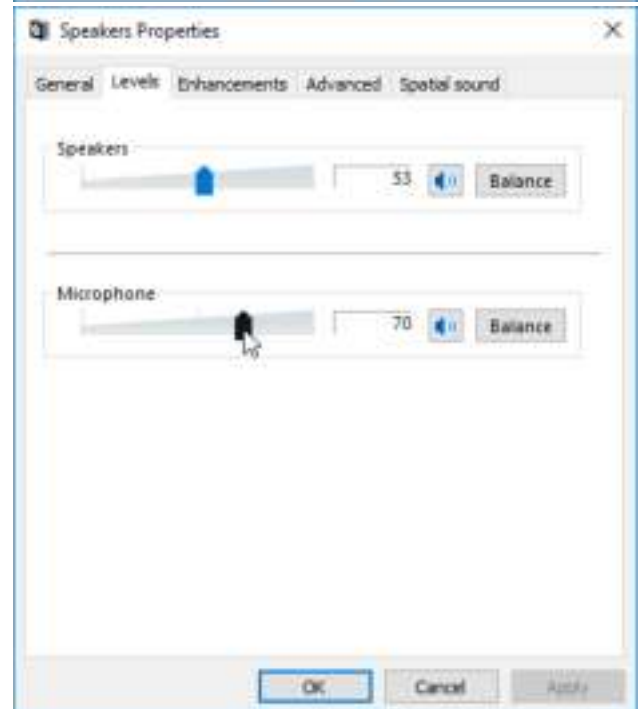 Speakers Properties
General Levels Enhancements Advanced Spatial sound
Speakers
53 Balance
Microphone
70 Balance
OK Cancel Apply